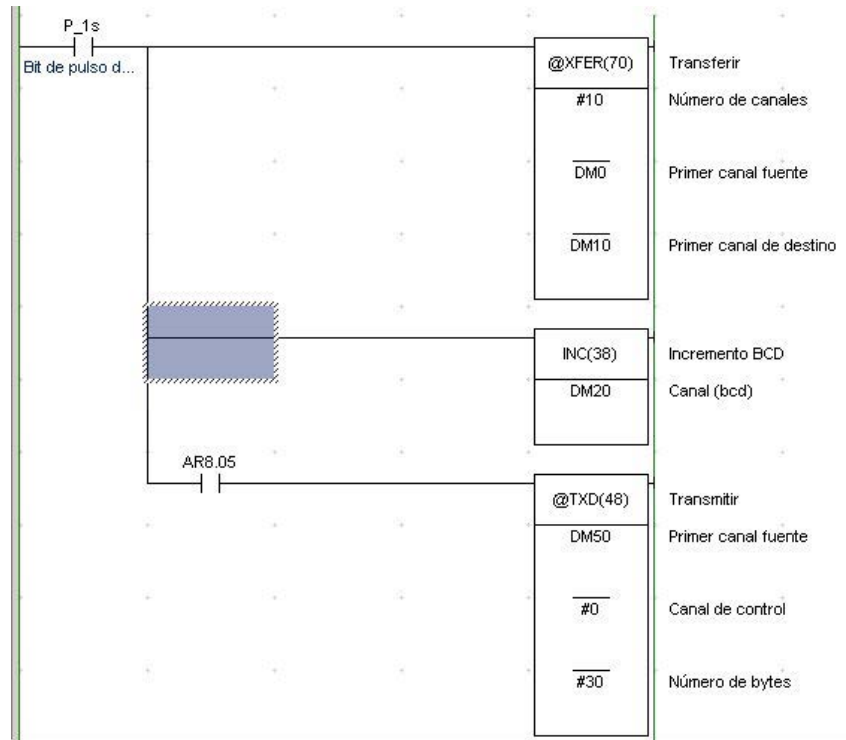 P_1s
Bit de pulso d...
@XFER(70) Transferir
#10 Número de canales
DM0 Primer canal fuente
DM10 Primer canal de destino
INC(38) Incremento BCD
DM20 Canal (bcd)
AR8.05
@TXD(48) Transmitir
DM50 Primer canal fuente
#0 Canal de control
#30 Número de bytes